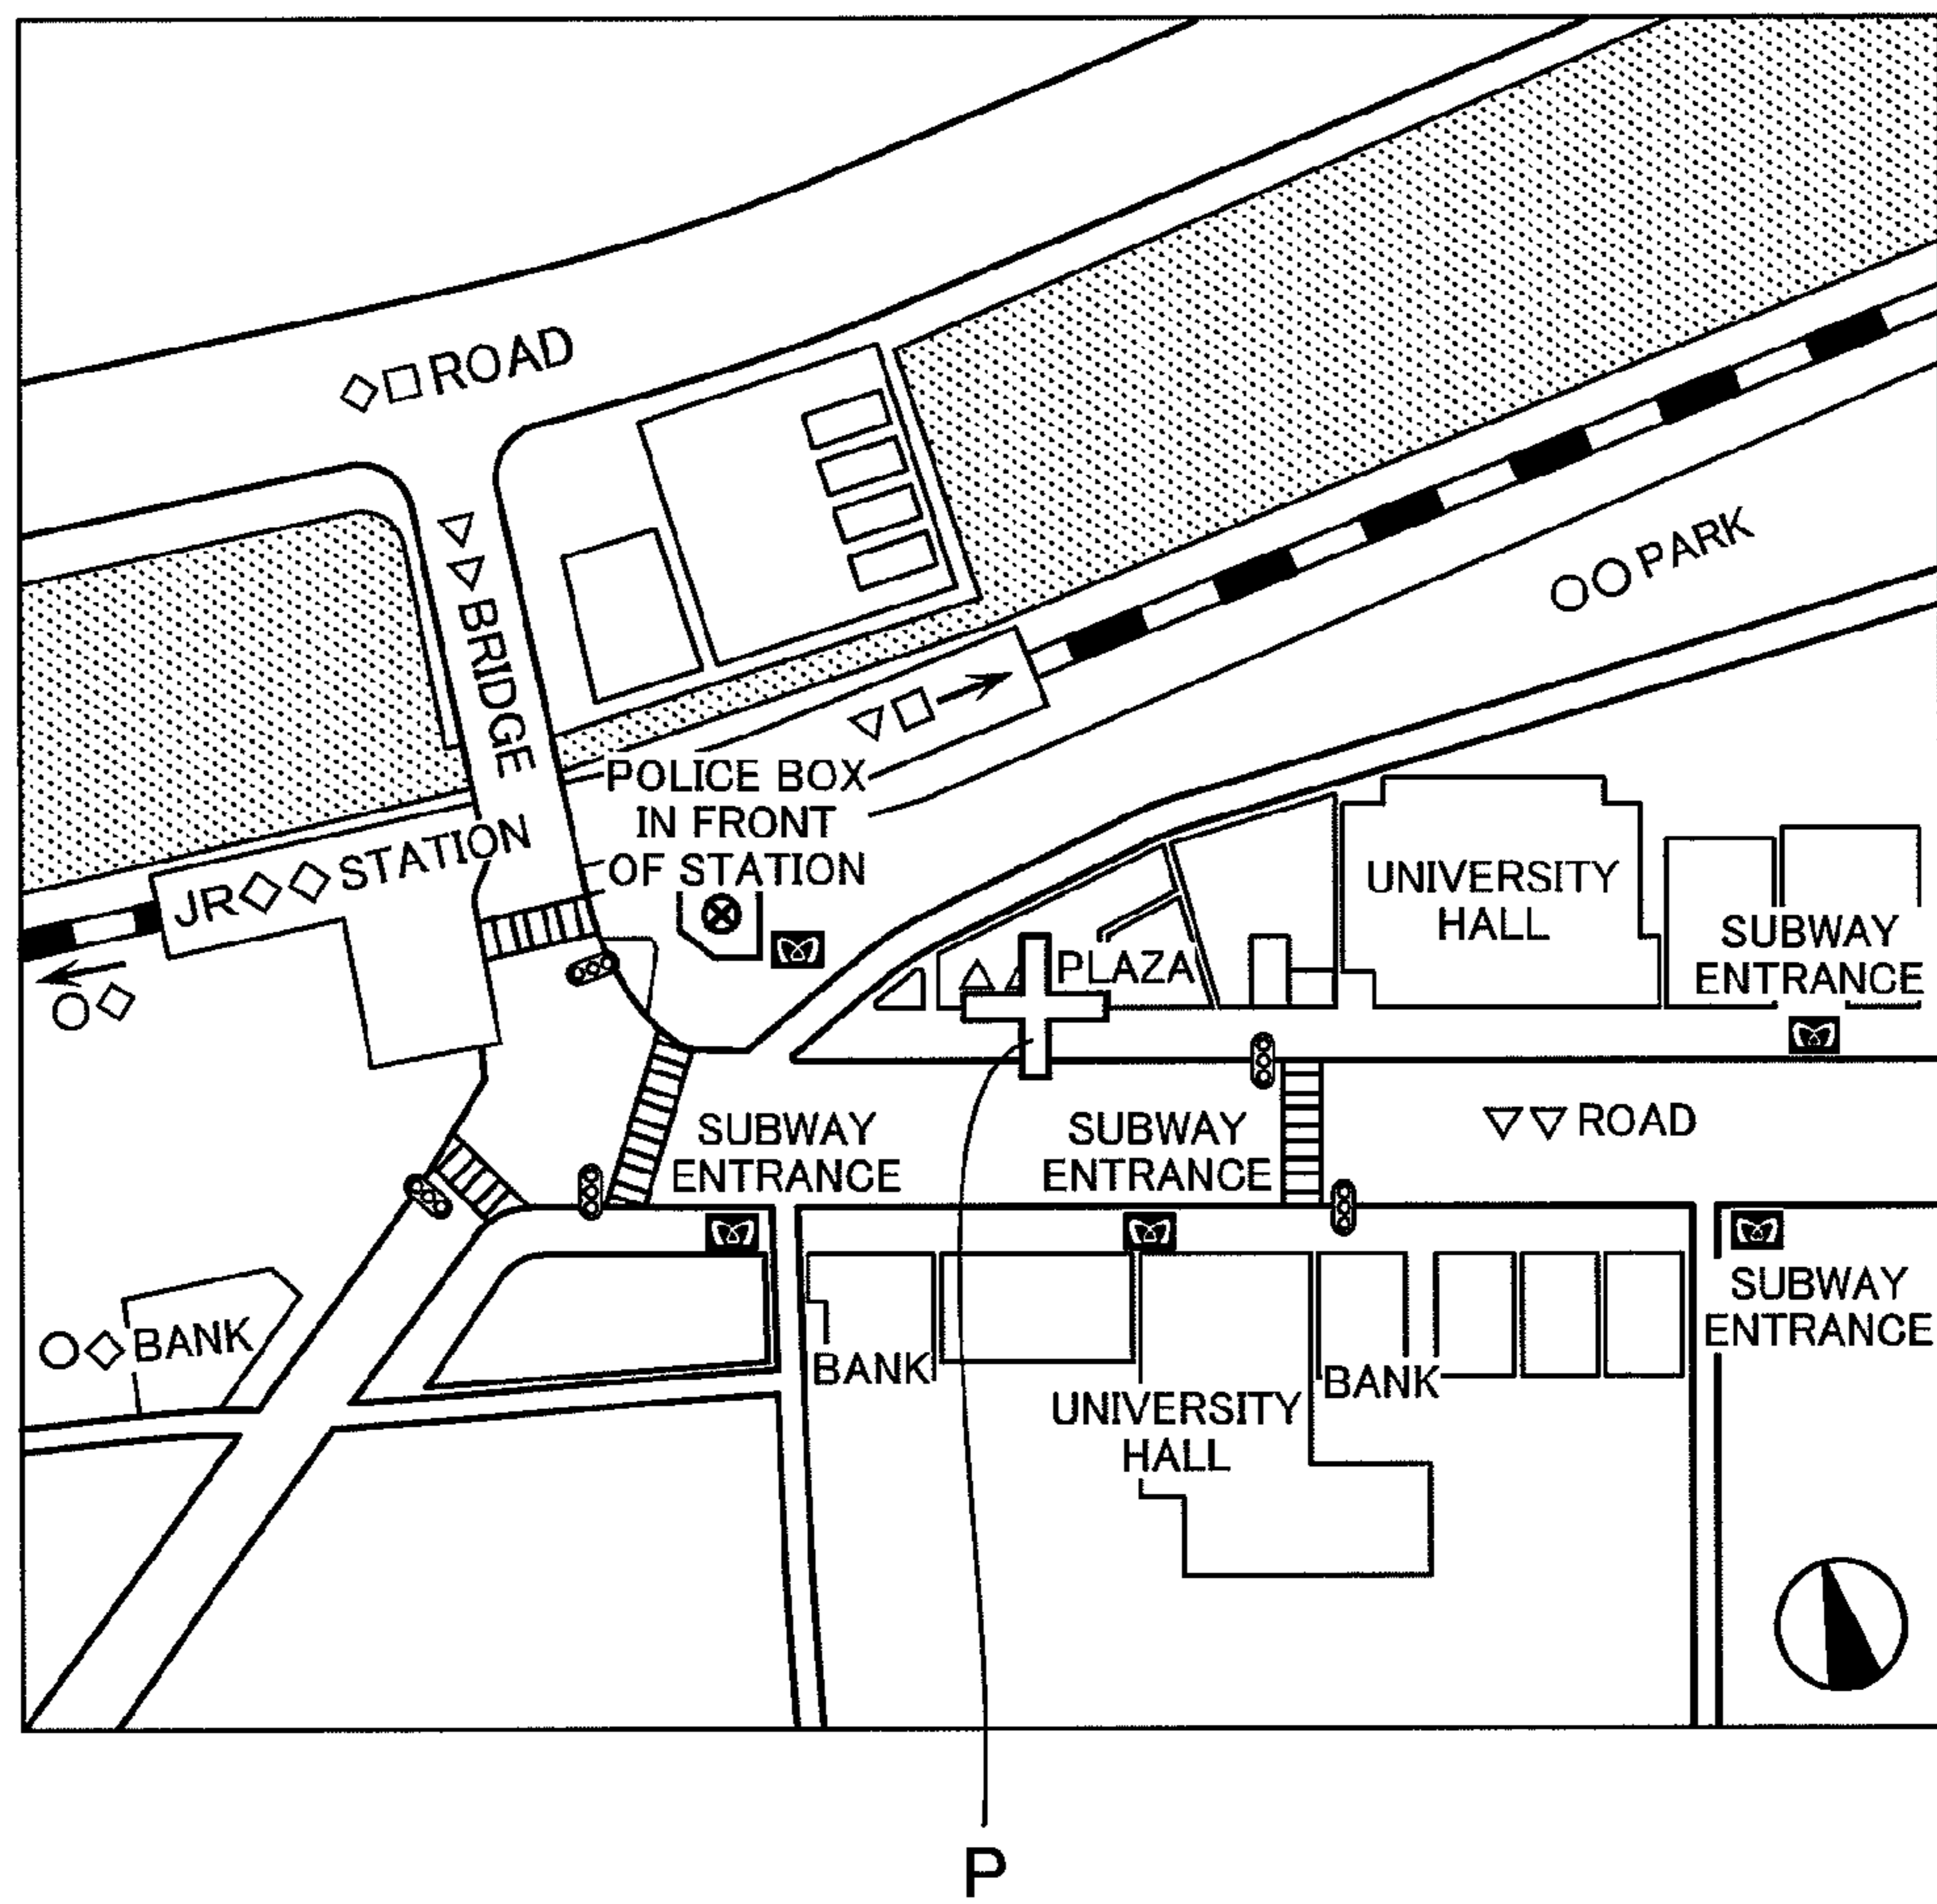 ◇□ROAD
▽▽BRIDGE
○○PARK
▽□
POLICE BOX
IN FRONT
OF STATION
JR◇◇STATION
○◇
△△PLAZA
UNIVERSITY
HALL
SUBWAY
ENTRANCE
▽▽ROAD
SUBWAY
ENTRANCE
SUBWAY
ENTRANCE
SUBWAY
ENTRANCE
○◇BANK
BANK
BANK
UNIVERSITY
HALL
P